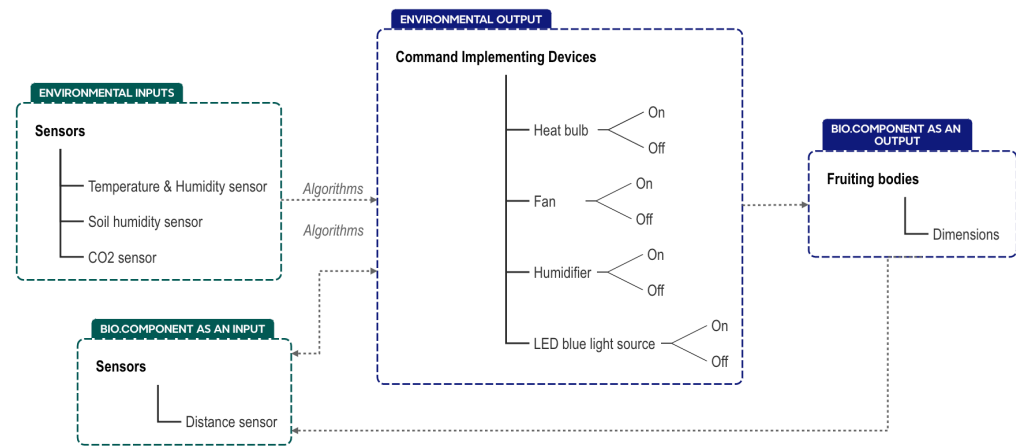 ENVIRONMENTAL INPUTS
Sensors
Temperature & Humidity sensor
Soil humidity sensor
CO2 sensor
Algorithms
Algorithms
BIO.COMPONENT AS AN INPUT
Sensors
Distance sensor
ENVIRONMENTAL OUTPUT
Command Implementing Devices
Heat bulb
On
Off
Fan
On
Off
Humidifier
On
Off
LED blue light source
On
Off
BIO.COMPONENT AS AN
OUTPUT
Fruiting bodies
Dimensions